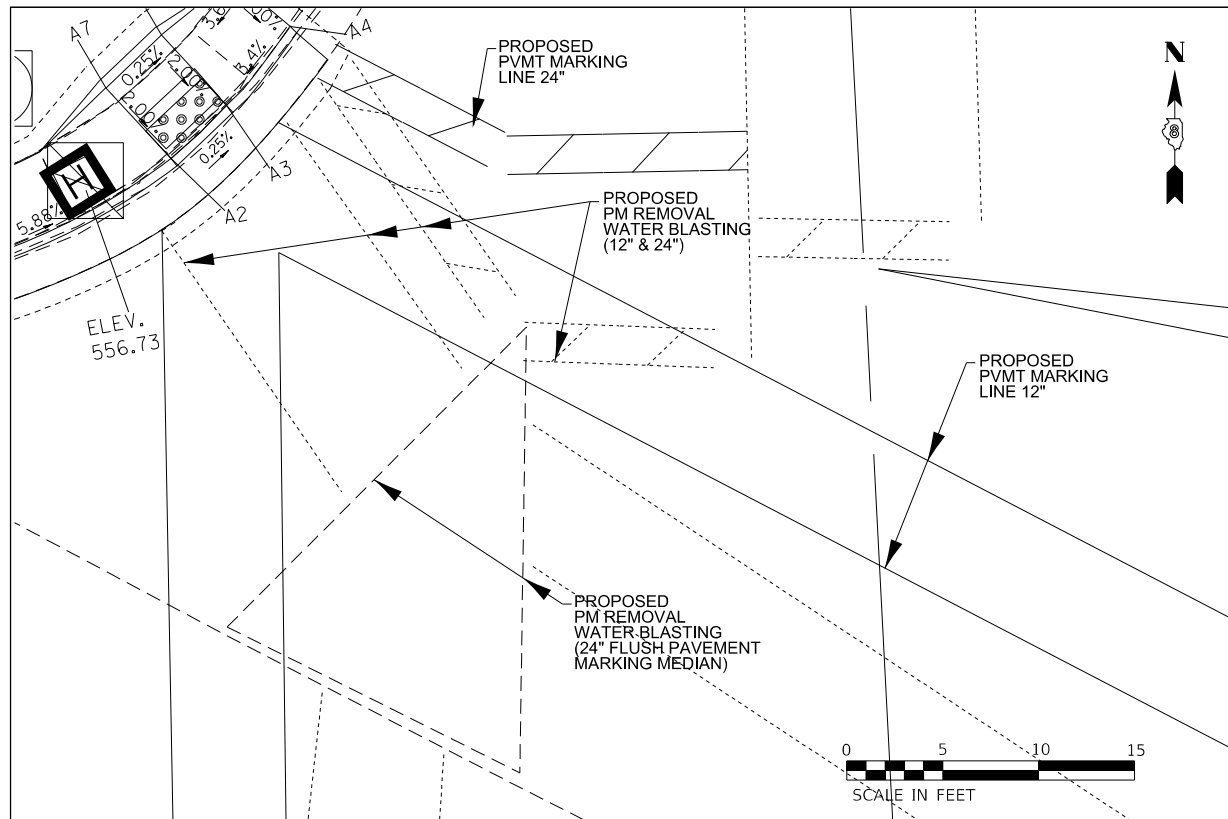 A7
A4
0.25%
2.00
3.4%
2.00
0.25%
A3
A2
5.88%
H
ELEV.
556.73
PROPOSED
PVMT MARKING
LINE 24"
N
8
PROPOSED
PM REMOVAL
WATER BLASTING
(12" & 24")
PROPOSED
PVMT MARKING
LINE 12"
PROPOSED
PM REMOVAL
WATER BLASTING
(24" FLUSH PAVEMENT
MARKING MEDIAN)
0 5 10 15
SCALE IN FEET